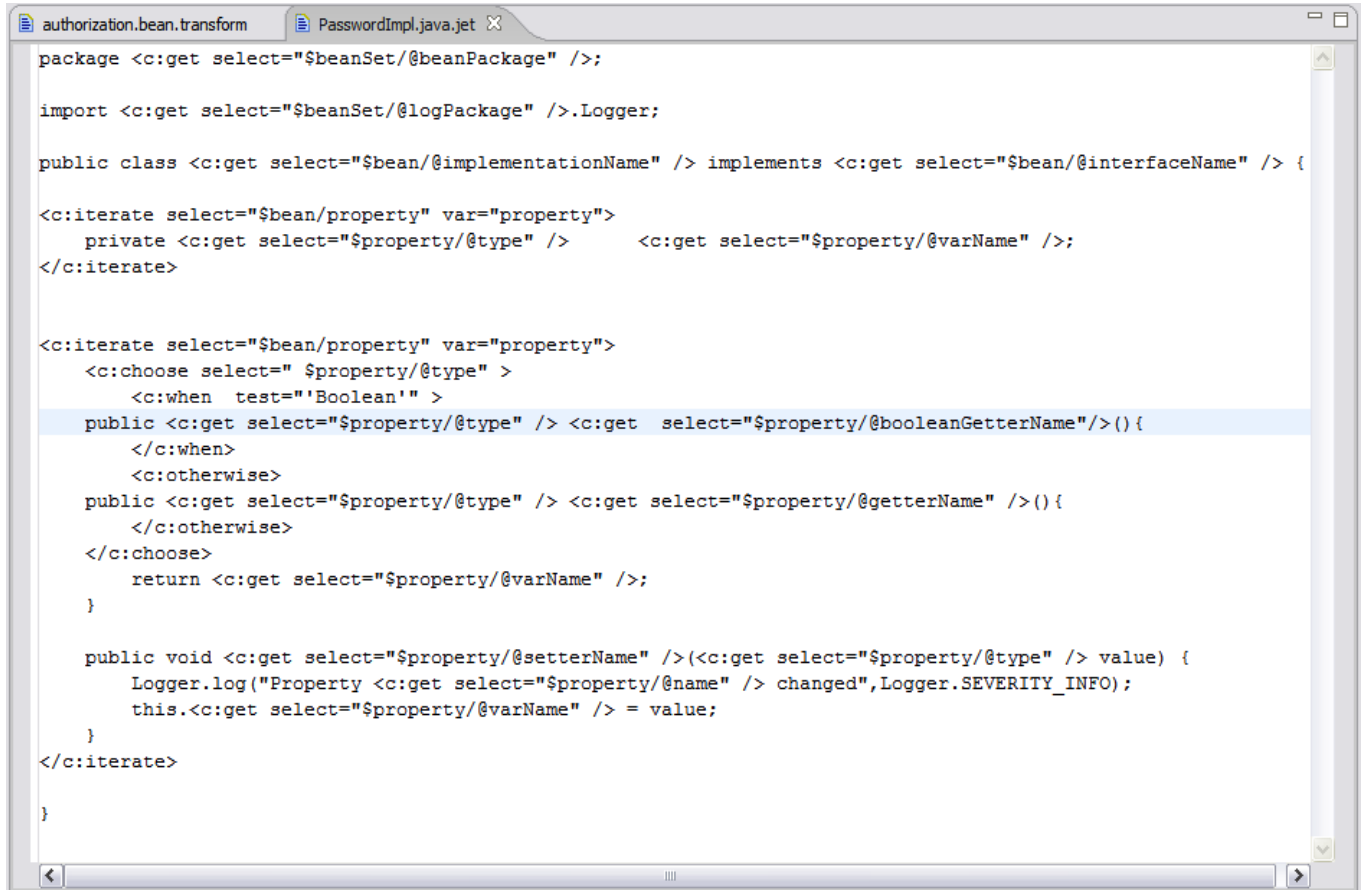 authorization.bean.transform PasswordImpl.java.jet
package <c:get select="$beanSet/@beanPackage" />;
import <c:get select="$beanSet/@logPackage" />.Logger;
public class <c:get select="$bean/@implementationName" /> implements <c:get select="$bean/@interfaceName" /> {
<c:iterate select="$bean/property" var="property">
    private <c:get select="$property/@type" />      <c:get select="$property/@varName" />;
</c:iterate>
<c:iterate select="$bean/property" var="property">
    <c:choose select=" $property/@type" >
        <c:when  test="'Boolean'" >
    public <c:get select="$property/@type" /> <c:get  select="$property/@booleanGetterName"/>(){
        </c:when>
        <c:otherwise>
    public <c:get select="$property/@type" /> <c:get select="$property/@getterName" />(){
        </c:otherwise>
    </c:choose>
        return <c:get select="$property/@varName" />;
    }
    public void <c:get select="$property/@setterName" />(<c:get select="$property/@type" /> value) {
        Logger.log("Property <c:get select="$property/@name" /> changed",Logger.SEVERITY_INFO);
        this.<c:get select="$property/@varName" /> = value;
    }
</c:iterate>
}